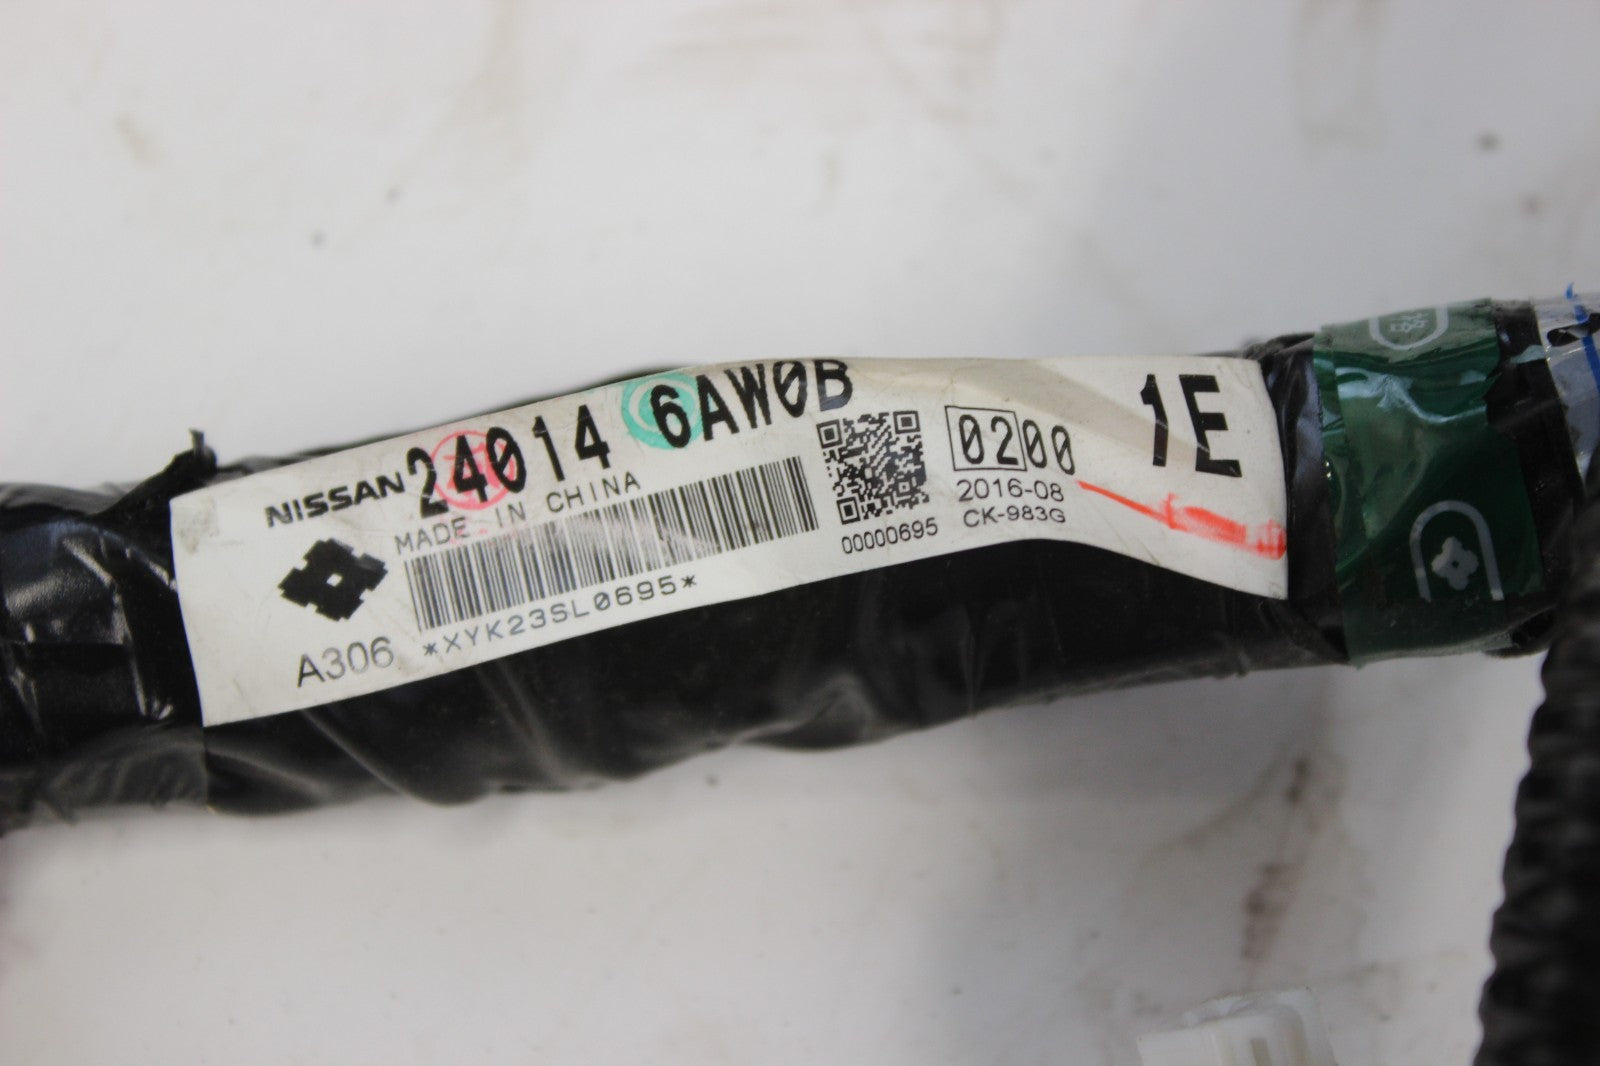 NISSAN 24014 6AW0B
MADE IN CHINA
A306
*XYK23SL0695*
00000695
0200
2016-08
CK-983G
1E